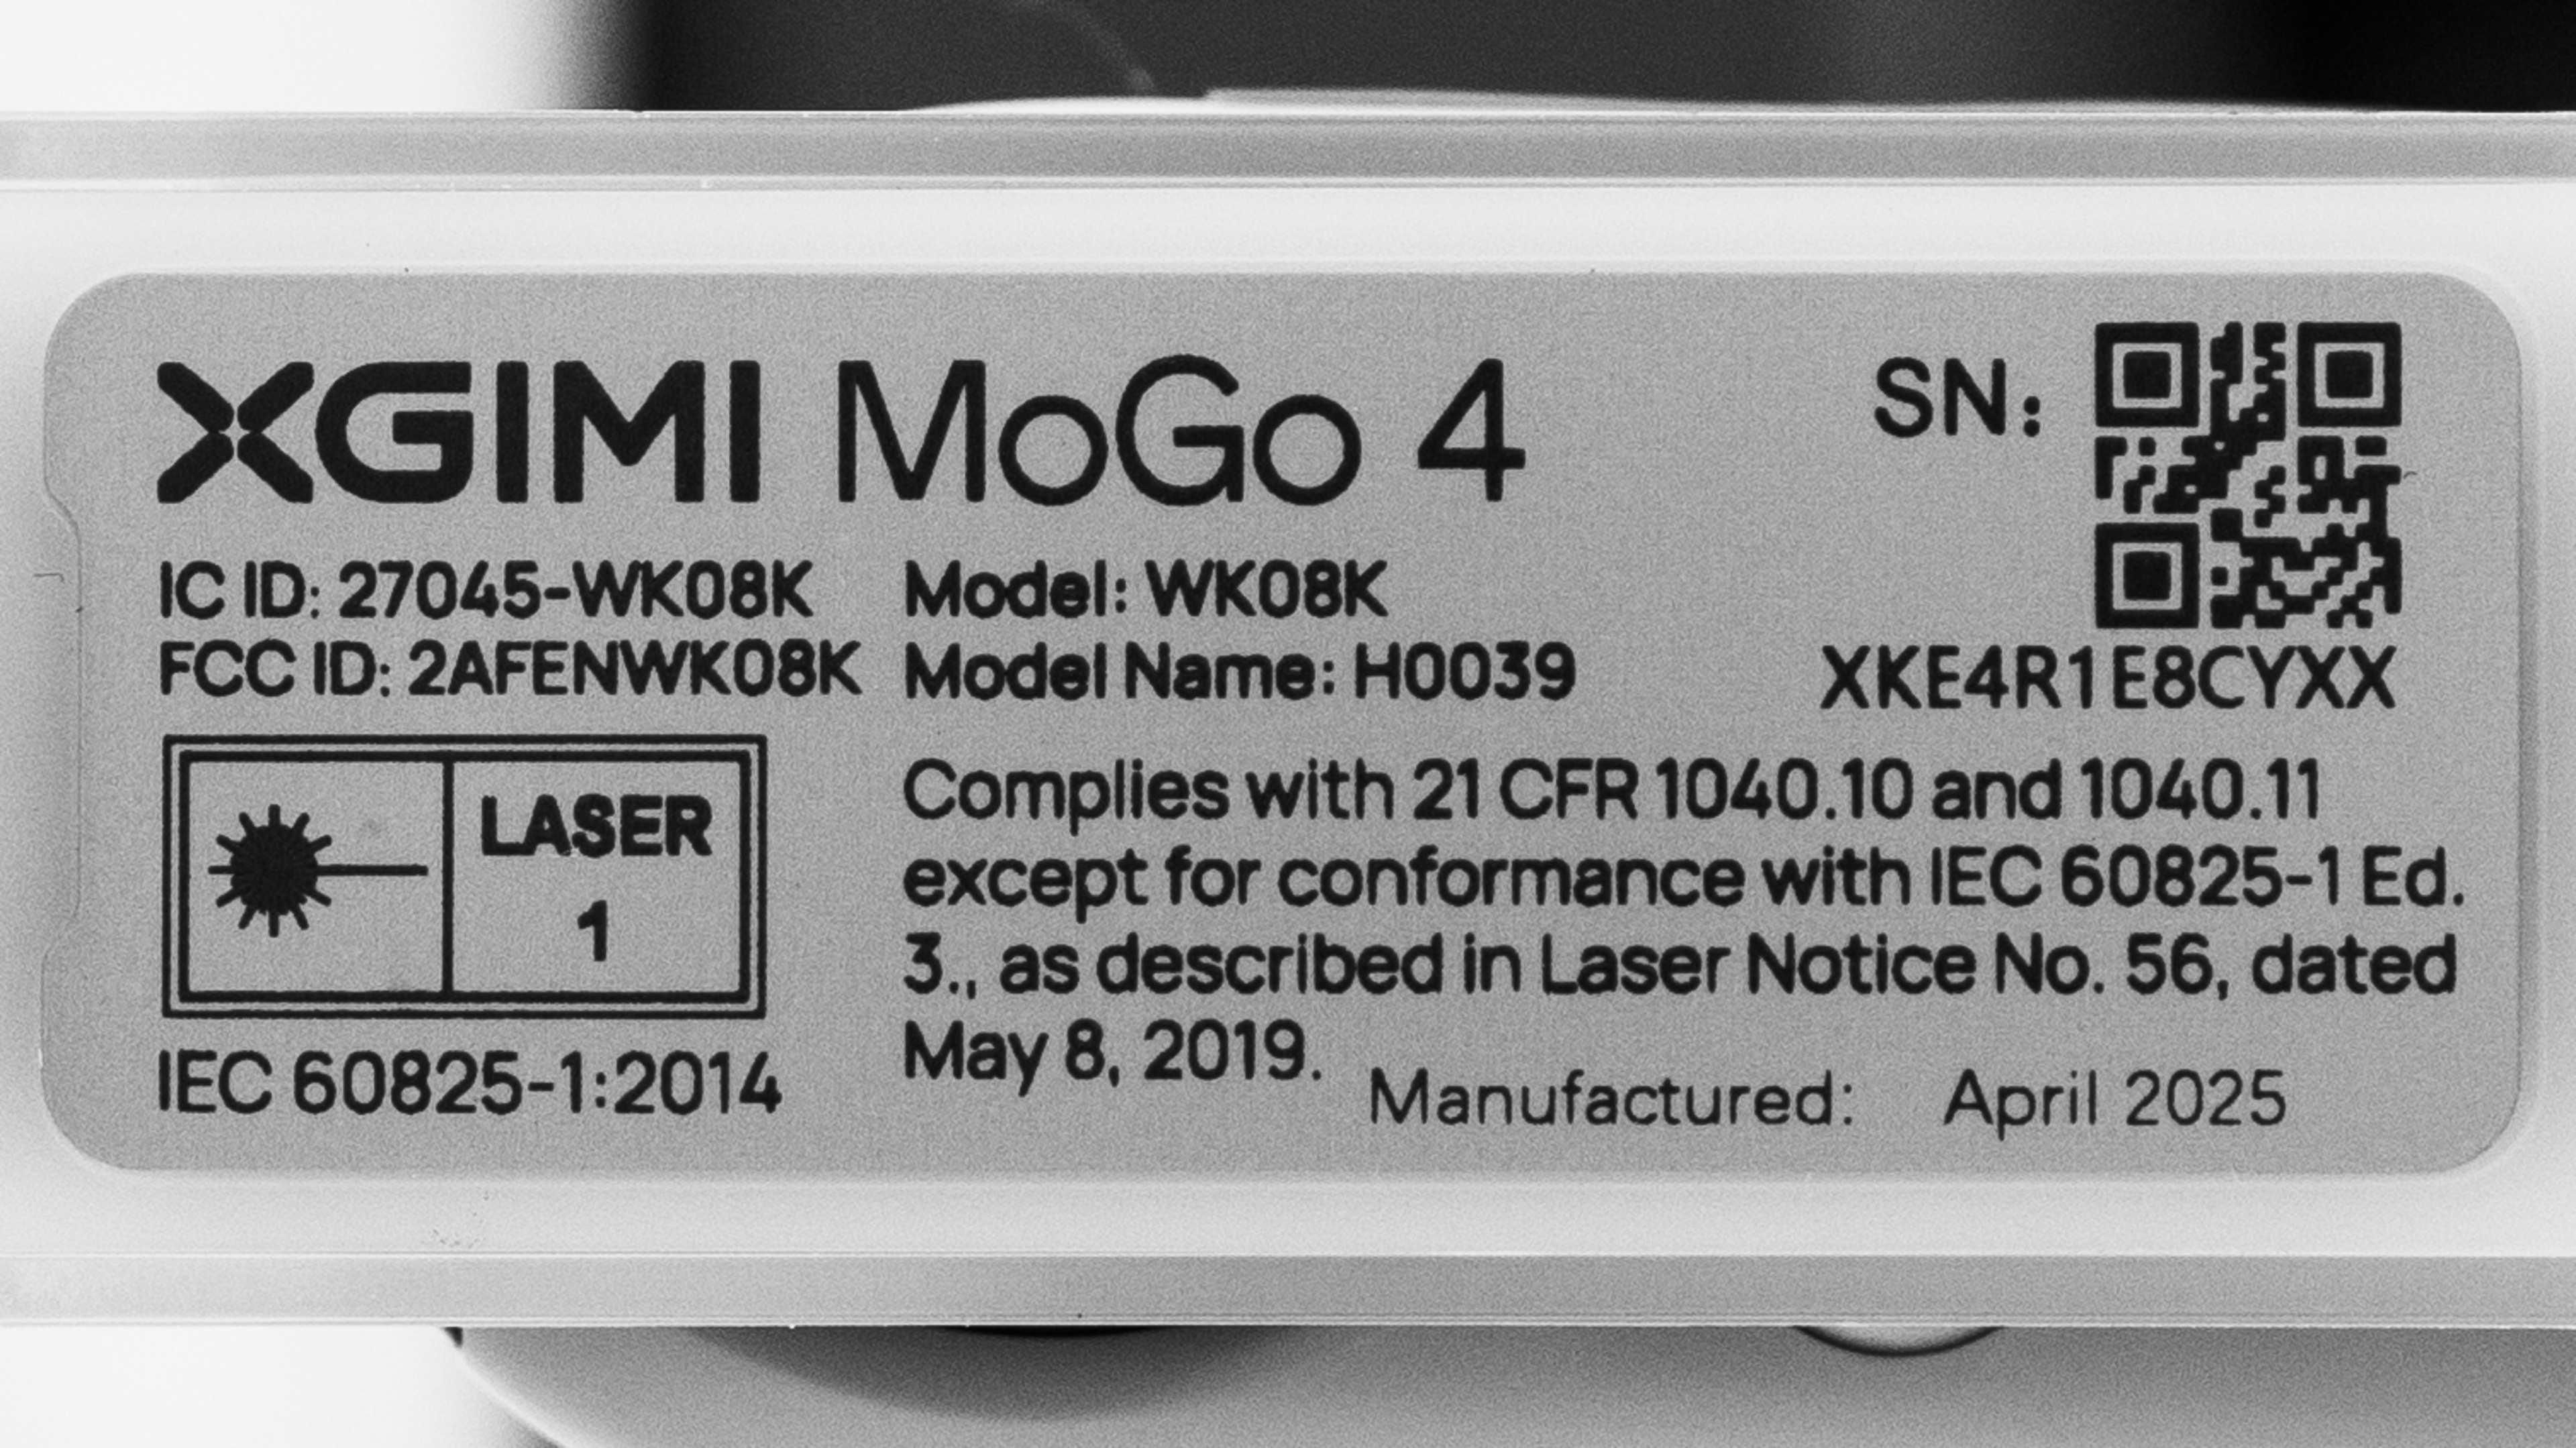 XGIMI MoGo 4
SN:
IC ID: 27045-WK08K
Model: WK08K
FCC ID: 2AFENWK08K
Model Name: H0039
XKE4R1E8CYXX
LASER
1
IEC 60825-1:2014
Complies with 21 CFR 1040.10 and 1040.11
except for conformance with IEC 60825-1 Ed.
3., as described in Laser Notice No. 56, dated
May 8, 2019.
Manufactured: April 2025